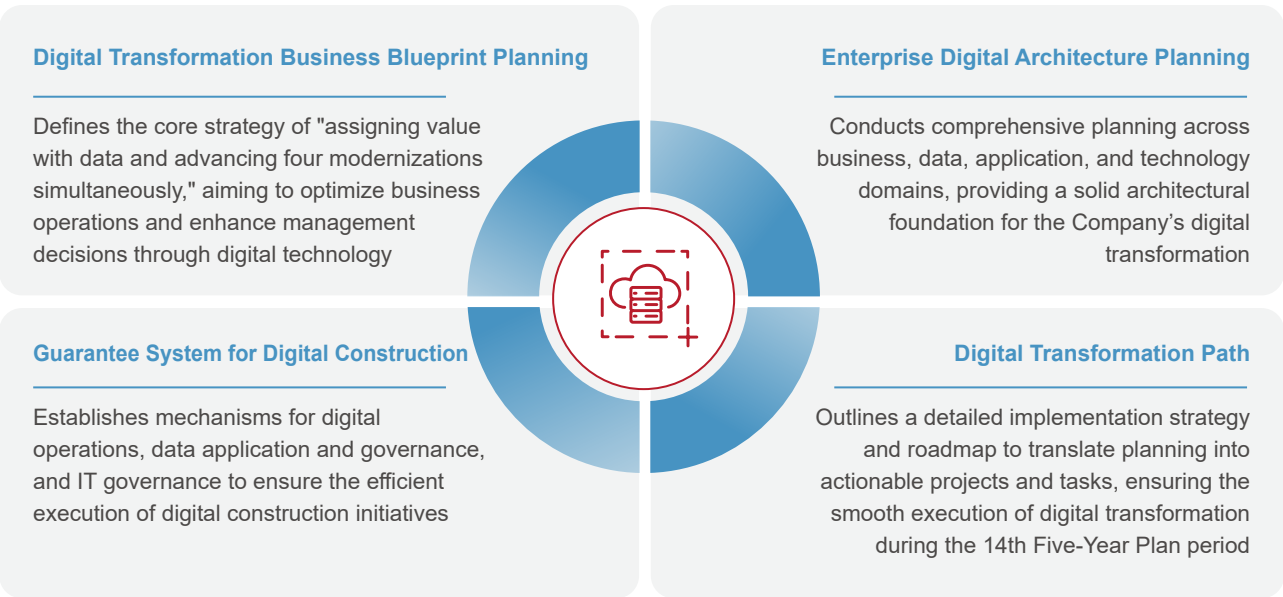 Digital Transformation Business Blueprint Planning
Defines the core strategy of "assigning value
with data and advancing four modernizations
simultaneously," aiming to optimize business
operations and enhance management
decisions through digital technology
Enterprise Digital Architecture Planning
Conducts comprehensive planning across
business, data, application, and technology
domains, providing a solid architectural
foundation for the Company’s digital
transformation
Guarantee System for Digital Construction
Establishes mechanisms for digital
operations, data application and governance,
and IT governance to ensure the efficient
execution of digital construction initiatives
Digital Transformation Path
Outlines a detailed implementation strategy
and roadmap to translate planning into
actionable projects and tasks, ensuring the
smooth execution of digital transformation
during the 14th Five-Year Plan period